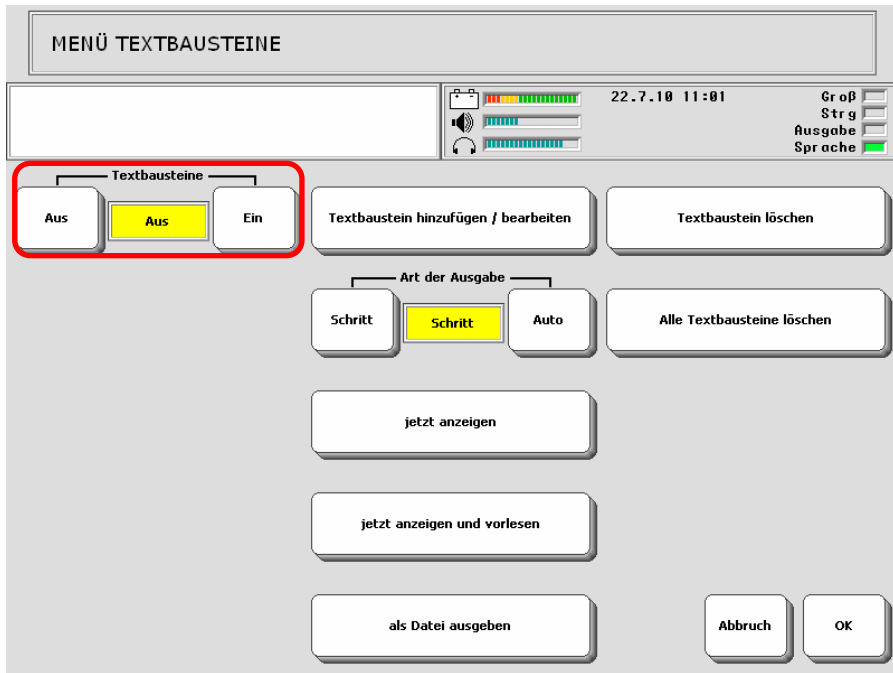 MENÜ TEXTBAUSTEINE
22.7.10 11:01
Groß
Strg
Ausgabe
Sprache
Textbausteine
Aus
Aus
Ein
Textbaustein hinzufügen / bearbeiten
Textbaustein löschen
Art der Ausgabe
Schritt
Schritt
Auto
Alle Textbausteine löschen
jetzt anzeigen
jetzt anzeigen und vorlesen
als Datei ausgeben
Abbruch
OK